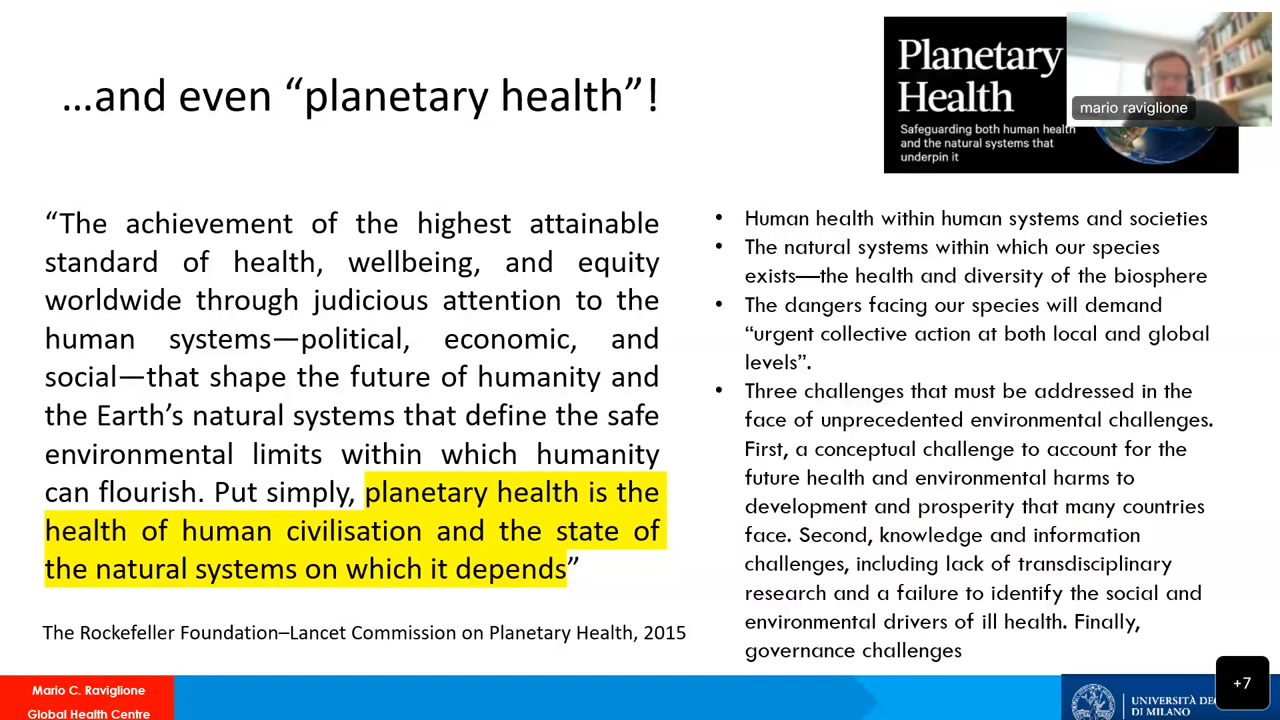 ...and even “planetary health”!
Planetary
Health
Safeguarding both human health
and the natural systems that
underpin it
mario raviglione
“The achievement of the highest attainable
standard of health, wellbeing, and equity
worldwide through judicious attention to the
human systems—political, economic, and
social—that shape the future of humanity and
the Earth’s natural systems that define the safe
environmental limits within which humanity
can flourish. Put simply, planetary health is the
health of human civilisation and the state of
the natural systems on which it depends”
The Rockefeller Foundation–Lancet Commission on Planetary Health, 2015
• Human health within human systems and societies
• The natural systems within which our species
exists—the health and diversity of the biosphere
• The dangers facing our species will demand
“urgent collective action at both local and global
levels”.
• Three challenges that must be addressed in the
face of unprecedented environmental challenges.
First, a conceptual challenge to account for the
future health and environmental harms to
development and prosperity that many countries
face. Second, knowledge and information
challenges, including lack of transdisciplinary
research and a failure to identify the social and
environmental drivers of ill health. Finally,
governance challenges
Mario C. Raviglione
Global Health Centre
UNIVERSITÀ
DI MILANO
+7